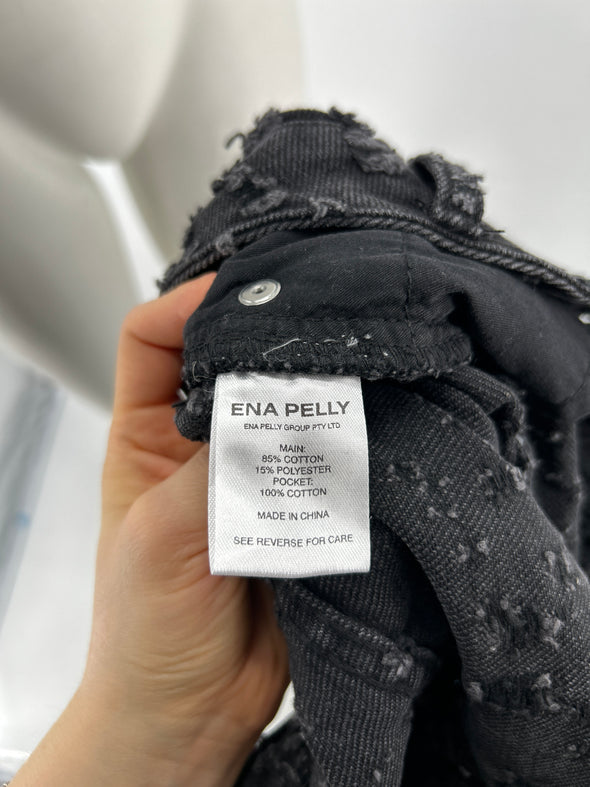 ENA PELLY
ENA PELLY GROUP PTY LTD
MAIN:
85% COTTON
15% POLYESTER
POCKET:
100% COTTON
MADE IN CHINA
SEE REVERSE FOR CARE